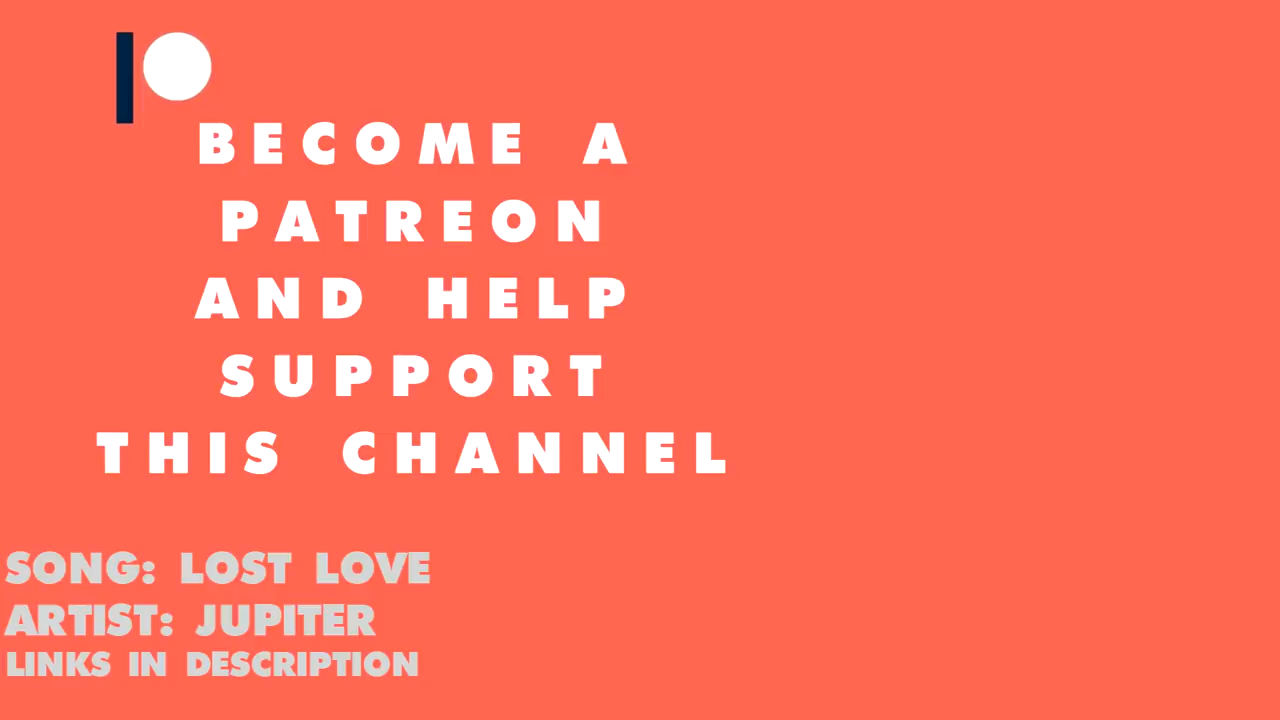 BECOME A
PATREON
AND HELP
SUPPORT
THIS CHANNEL
SONG: LOST LOVE
ARTIST: JUPITER
LINKS IN DESCRIPTION